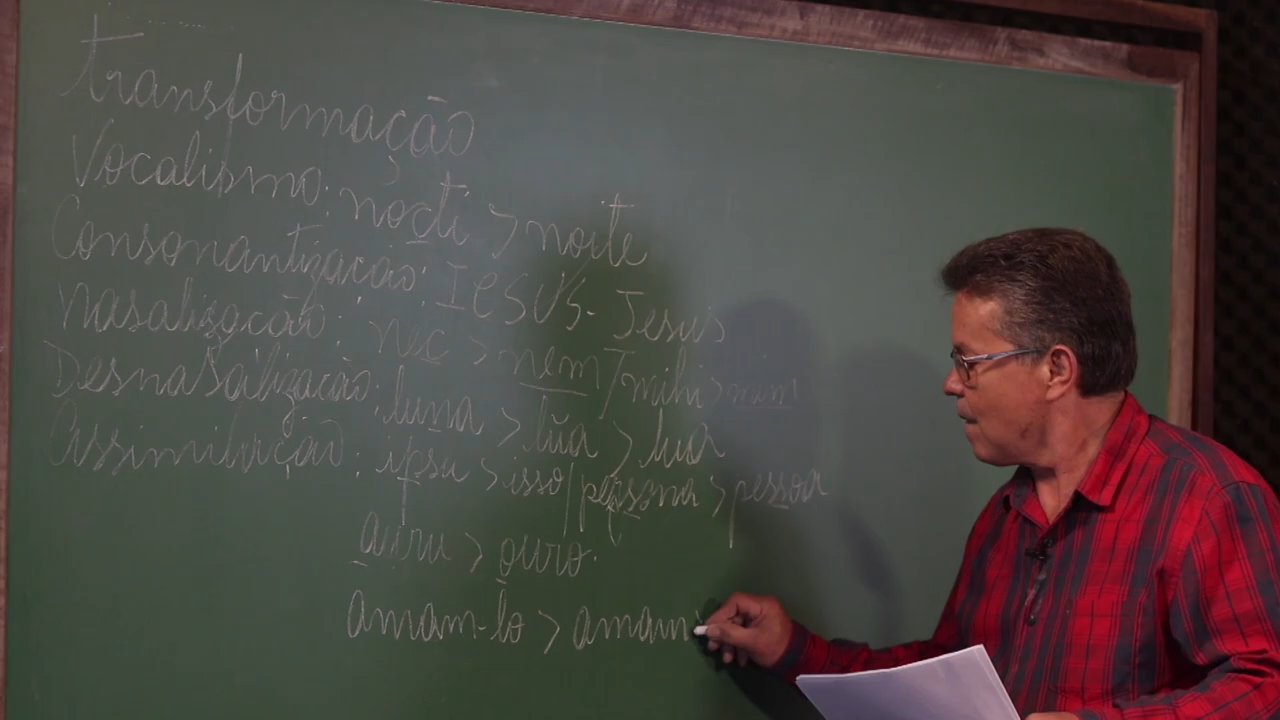 transformação
Vocalismo: nocti > noite
Consonantização: IESUS - Jesus
nasalização: nec > nem / mihi > mim
Desnasalização: luna > lũa > lua
Assimilação: ipsu > isso / persona > pessoa
auru > ouro.
amam-lo > amam